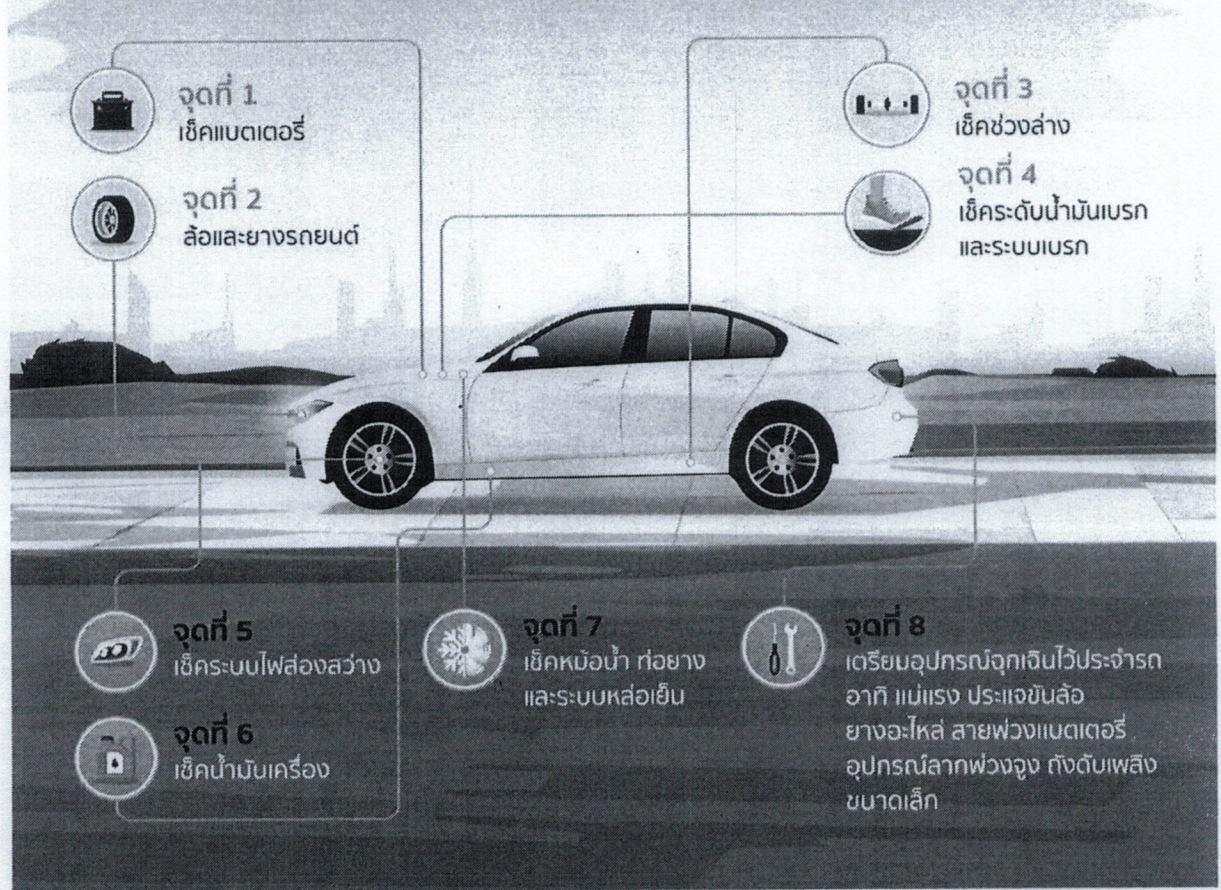 จุดที่ 1
เช็คแบตเตอรี่
จุดที่ 2
ล้อและยางรถยนต์
จุดที่ 3
เช็คช่วงล่าง
จุดที่ 4
เช็คระดับน้ำมันเบรก
และระบบเบรก
จุดที่ 5
เช็คระบบไฟส่องสว่าง
จุดที่ 6
เช็คน้ำมันเครื่อง
จุดที่ 7
เช็คหม้อน้ำ ท่อยาง
และระบบหล่อเย็น
จุดที่ 8
เตรียมอุปกรณ์ฉุกเฉินไว้ประจำรถ
อาทิ แม่แรง ประแจขันล้อ
ยางอะไหล่ สายพ่วงแบตเตอรี่
อุปกรณ์ลากพ่วงจูง ถังดับเพลิง
ขนาดเล็ก